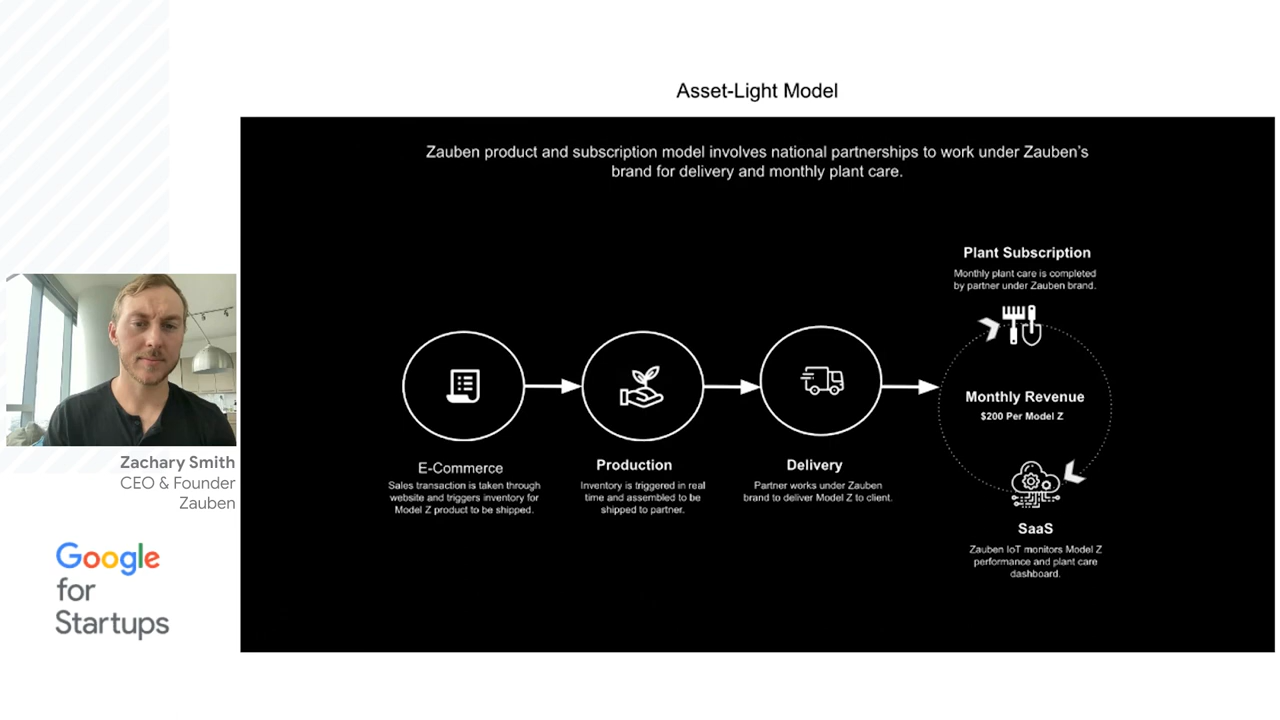 Asset-Light Model
Zauben product and subscription model involves national partnerships to work under Zauben's
brand for delivery and monthly plant care.
Plant Subscription
Monthly plant care is completed
by partner under Zauben brand.
Monthly Revenue
$200 Per Model Z
E-Commerce
Sales transaction is taken through
website and triggers inventory for
Model Z product to be shipped.
Production
Inventory is triggered in real
time and assembled to be
shipped to partner.
Delivery
Partner works under Zauben
brand to deliver Model Z to client.
SaaS
Zauben IoT monitors Model Z
performance and plant care
dashboard.
Zachary Smith
CEO & Founder
Zauben
Google
for
Startups